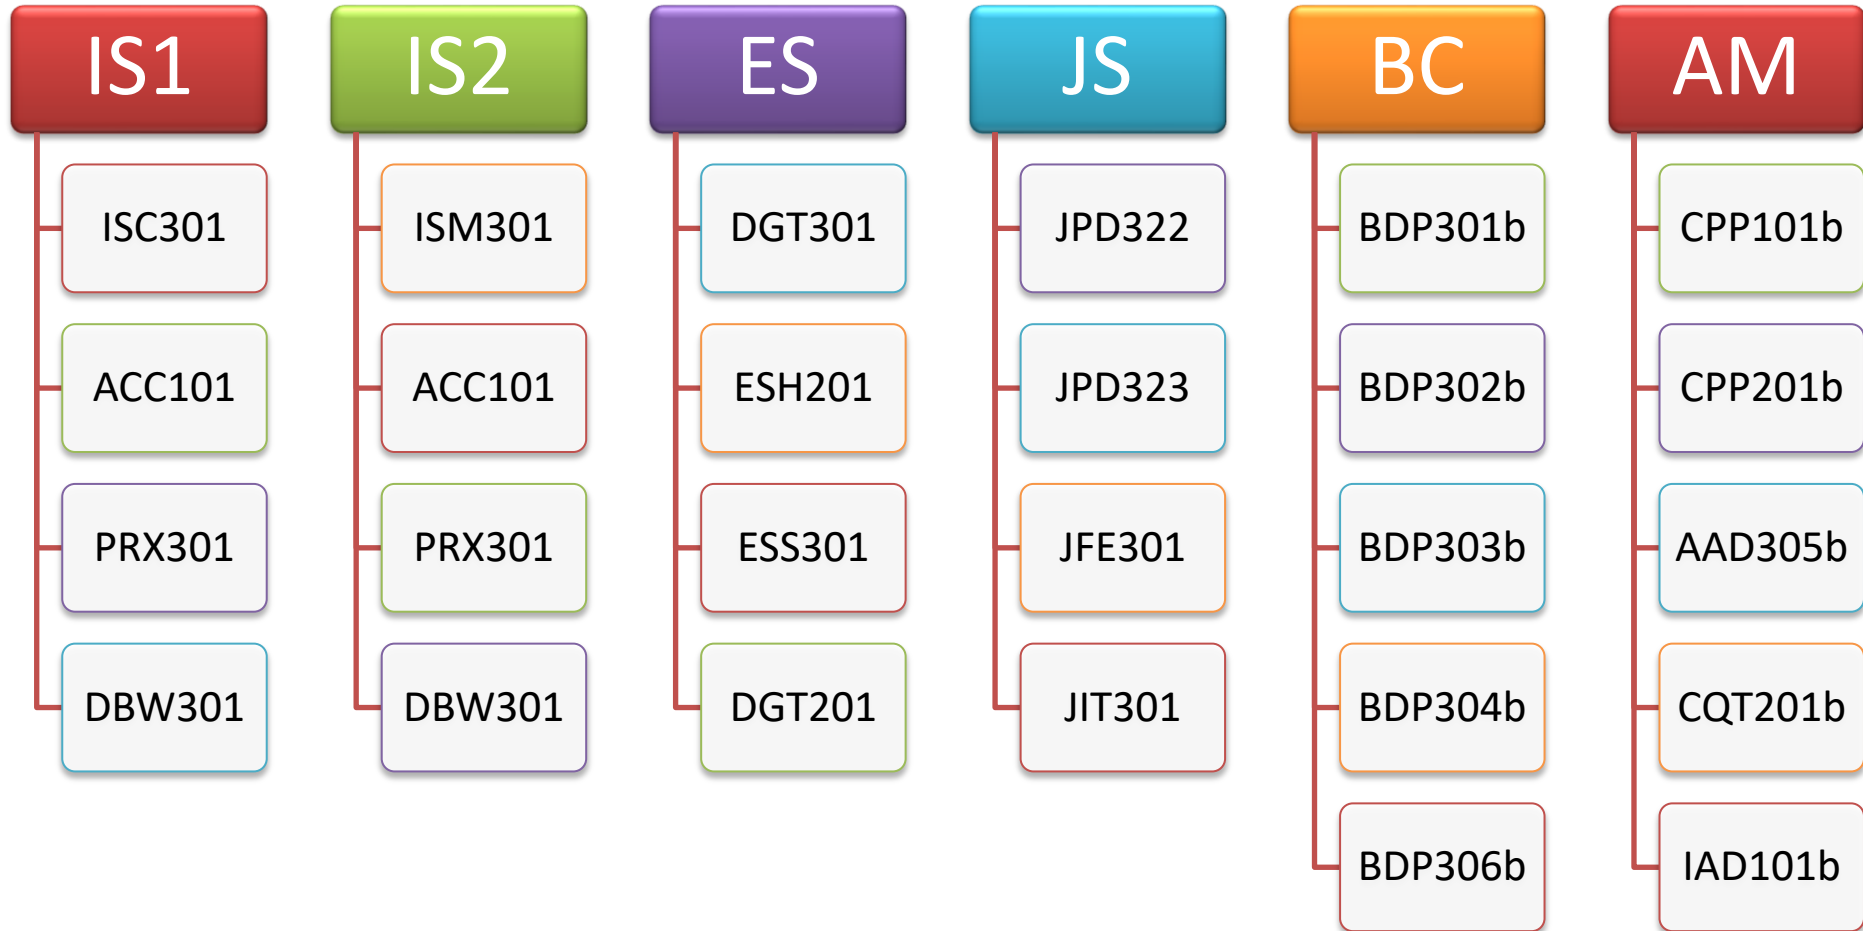 IS1
ISC301
ACC101
PRX301
DBW301
IS2
ISM301
ACC101
PRX301
DBW301
ES
DGT301
ESH201
ESS301
DGT201
JS
JPD322
JPD323
JFE301
JIT301
BC
BDP301b
BDP302b
BDP303b
BDP304b
BDP306b
AM
CPP101b
CPP201b
AAD305b
CQT201b
IAD101b